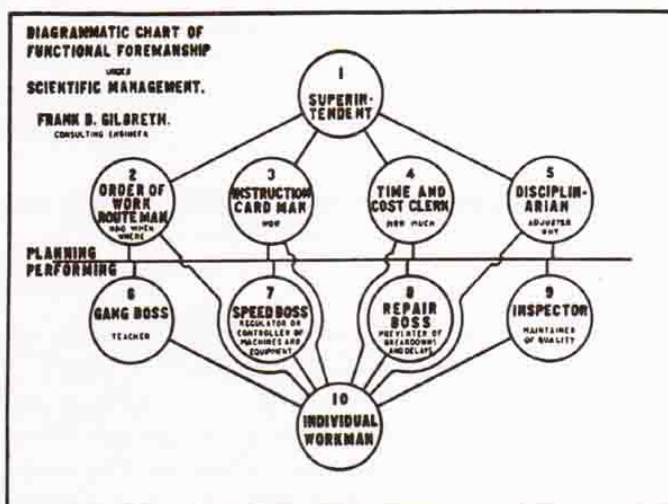 DIAGRAMMATIC CHART OF
FUNCTIONAL FOREMANSHIP
UNDER
SCIENTIFIC MANAGEMENT.
FRANK B. GILBRETH.
CONSULTING ENGINEER
1
SUPERIN-
TENDENT
2
ORDER OF
WORK
ROUTE MAN
WHO WHEN
WHERE
3
INSTRUCTION
CARD MAN
HOW
4
TIME AND
COST CLERK
HOW MUCH
5
DISCIPLIN-
ARIAN
ADJUSTER
WHY
PLANNING
PERFORMING
6
GANG BOSS
TEACHER
7
SPEED BOSS
REGULATOR OR
CONTROLLER OF
MACHINES AND
EQUIPMENT
8
REPAIR
BOSS
PREVENTER OF
BREAKDOWNS
AND DELAYS
9
INSPECTOR
MAINTAINER
OF QUALITY
10
INDIVIDUAL
WORKMAN